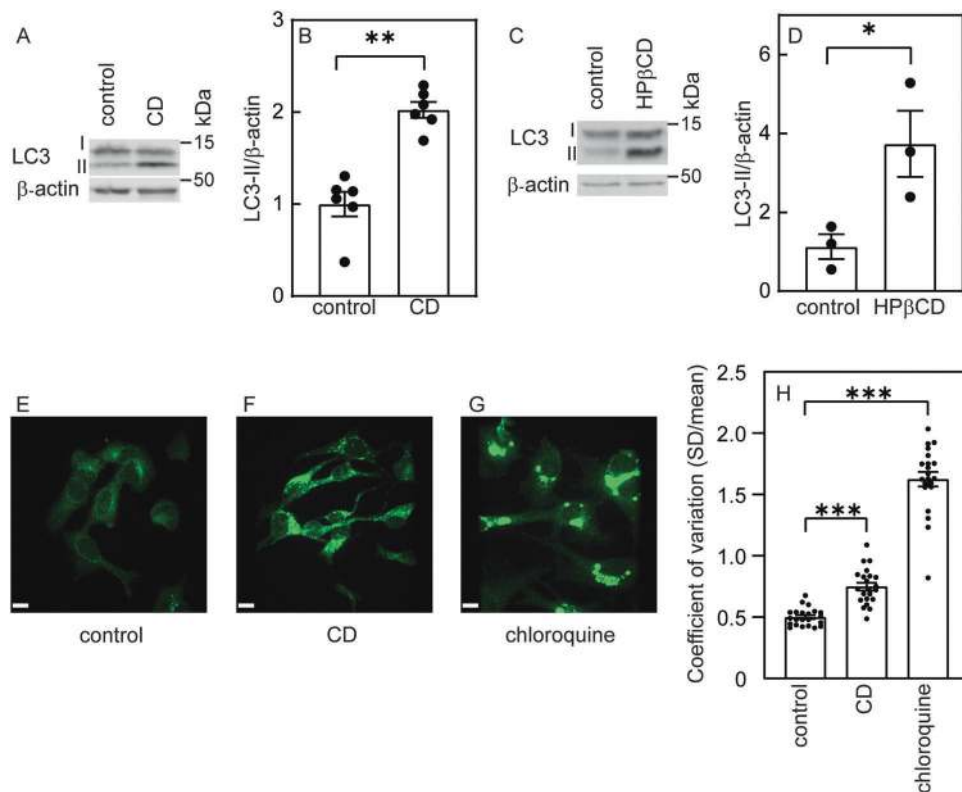 A
control
CD
kDa
LC3
I
II
15
β-actin
50
B
LC3-II/β-actin
3
2
1
0
**
control
CD
C
control
HPβCD
kDa
LC3
I
II
15
β-actin
50
D
LC3-II/β-actin
6
4
2
0
*
control
HPβCD
E
control
F
CD
G
chloroquine
H
Coefficient of variation (SD/mean)
2.5
2.0
1.5
1.0
0.5
0
***
***
control
CD
chloroquine